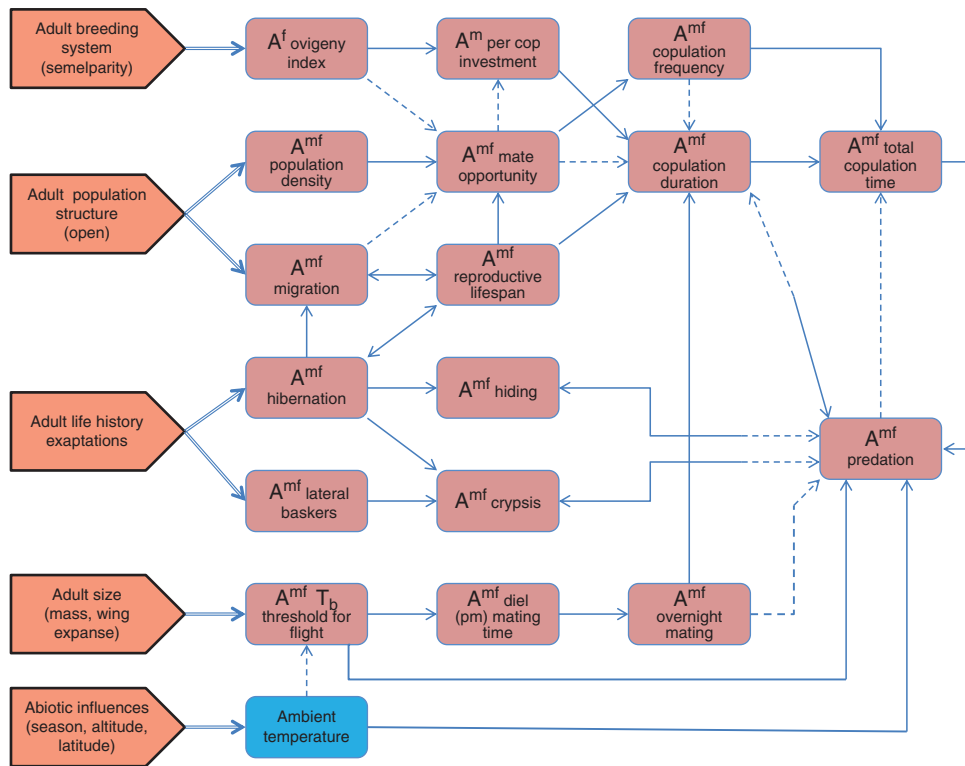 Adult breeding
system
(semelparity)
A^f ovigeny
index
A^m per cop
investment
A^mf
copulation
frequency
Adult population
structure
(open)
A^mf
population
density
A^mf mate
opportunity
A^mf
copulation
duration
A^mf total
copulation
time
A^mf
migration
A^mf
reproductive
lifespan
Adult life history
exaptations
A^mf
hibernation
A^mf hiding
A^mf
predation
A^mf lateral
baskers
A^mf crypsis
Adult size
(mass, wing
expanse)
A^mf T_b
threshold for
flight
A^mf diel
(pm) mating
time
A^mf
overnight
mating
Abiotic influences
(season, altitude,
latitude)
Ambient
temperature